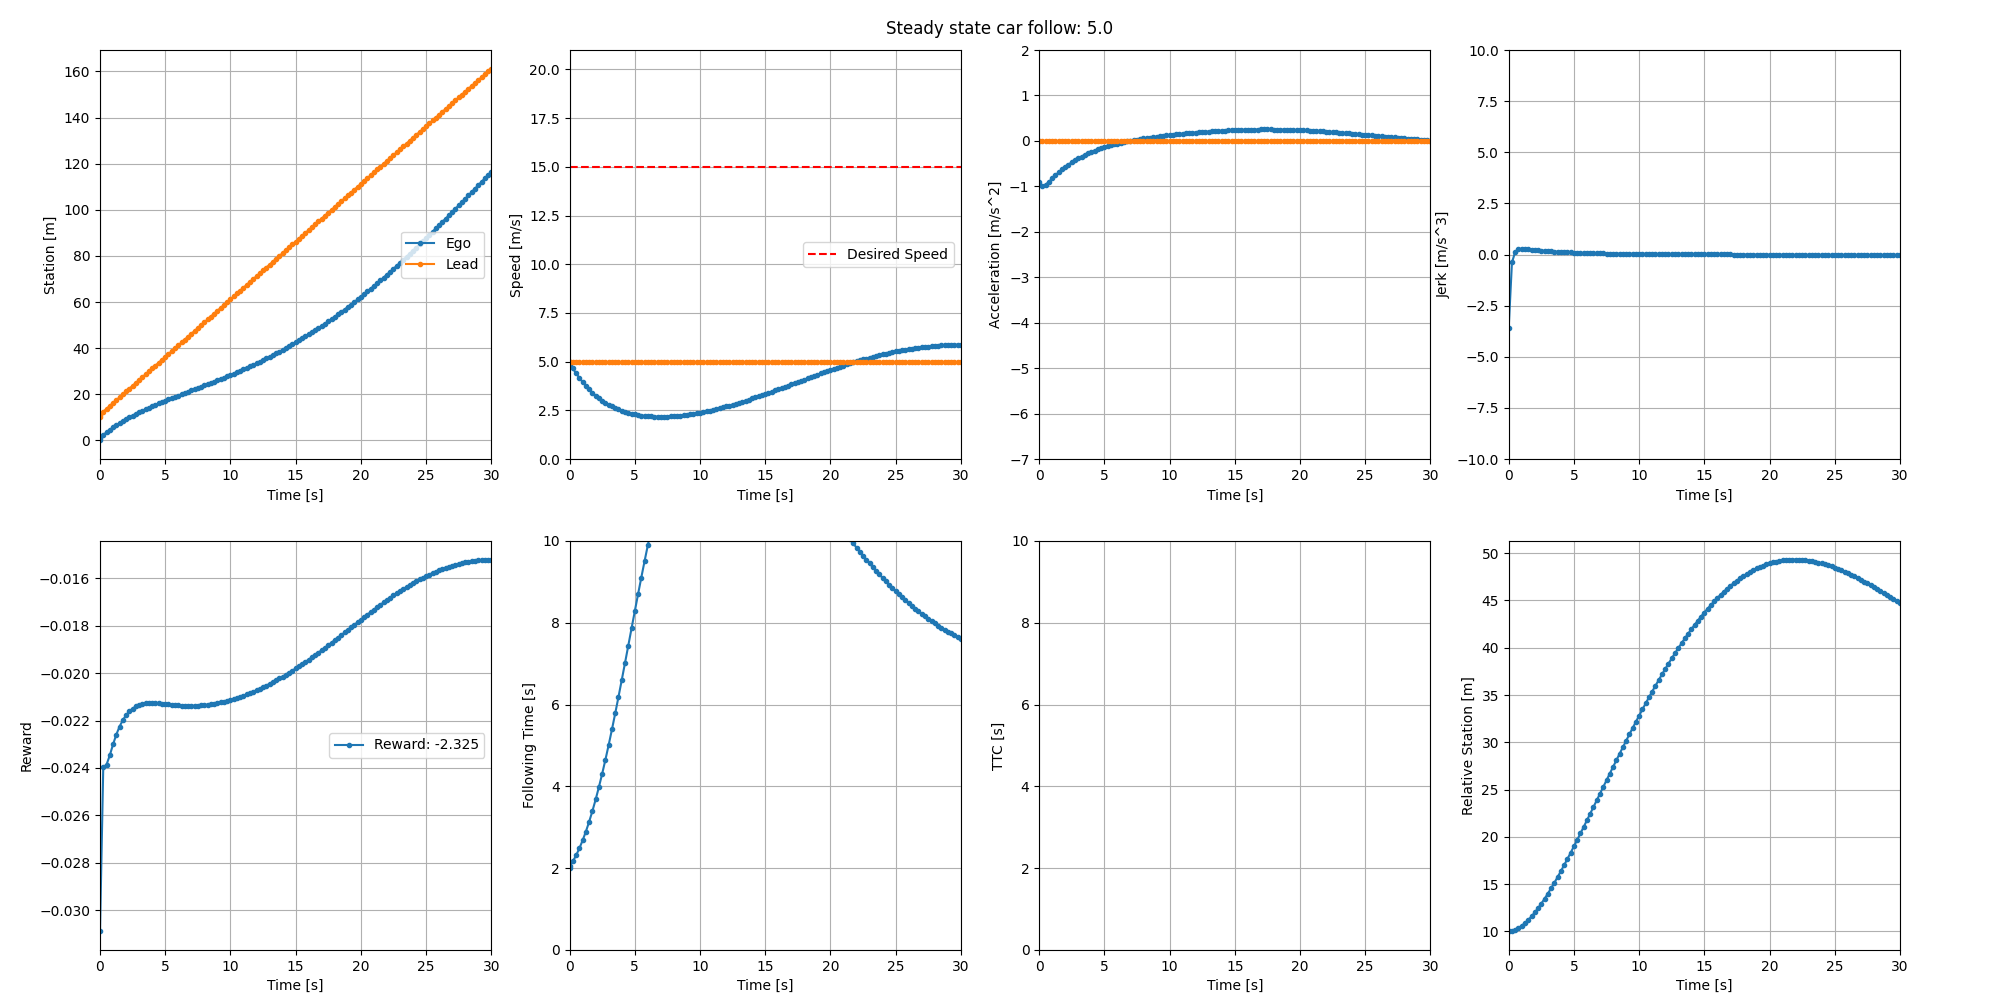 Steady state car follow: 5.0
Station [m]
160
140
120
100
80
60
40
20
0
Ego
Lead
0 5 10 15 20 25 30
Time [s]
Speed [m/s]
20.0
17.5
15.0
12.5
10.0
7.5
5.0
2.5
0.0
Desired Speed
0 5 10 15 20 25 30
Time [s]
Acceleration [m/s^2]
2
1
0
−1
−2
−3
−4
−5
−6
−7
0 5 10 15 20 25 30
Time [s]
Jerk [m/s^3]
10.0
7.5
5.0
2.5
0.0
−2.5
−5.0
−7.5
−10.0
0 5 10 15 20 25 30
Time [s]
Reward
−0.016
−0.018
−0.020
−0.022
−0.024
−0.026
−0.028
−0.030
Reward: -2.325
0 5 10 15 20 25 30
Time [s]
Following Time [s]
10
8
6
4
2
0
0 5 10 15 20 25 30
Time [s]
TTC [s]
10
8
6
4
2
0
0 5 10 15 20 25 30
Time [s]
Relative Station [m]
50
45
40
35
30
25
20
15
10
0 5 10 15 20 25 30
Time [s]